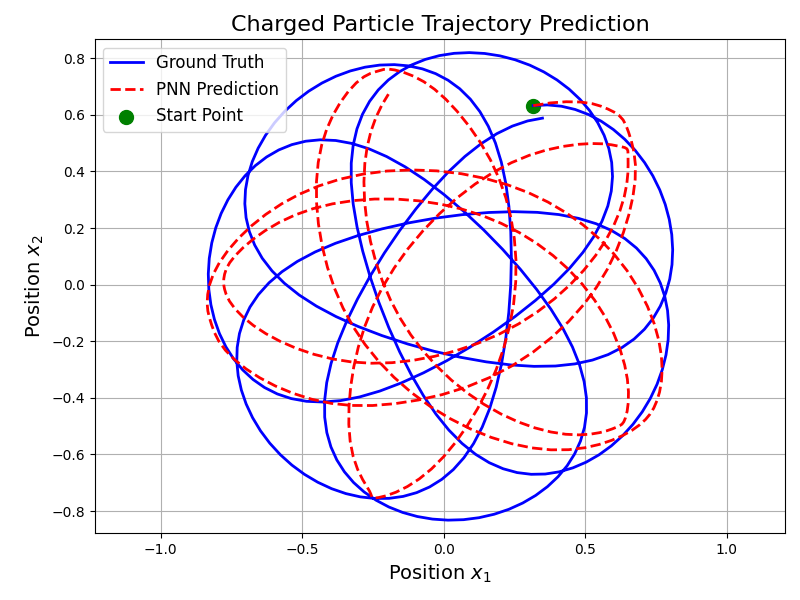 Charged Particle Trajectory Prediction
Ground Truth
PNN Prediction
Start Point
Position x₂
0.8
0.6
0.4
0.2
0.0
−0.2
−0.4
−0.6
−0.8
−1.0 −0.5 0.0 0.5 1.0
Position x₁